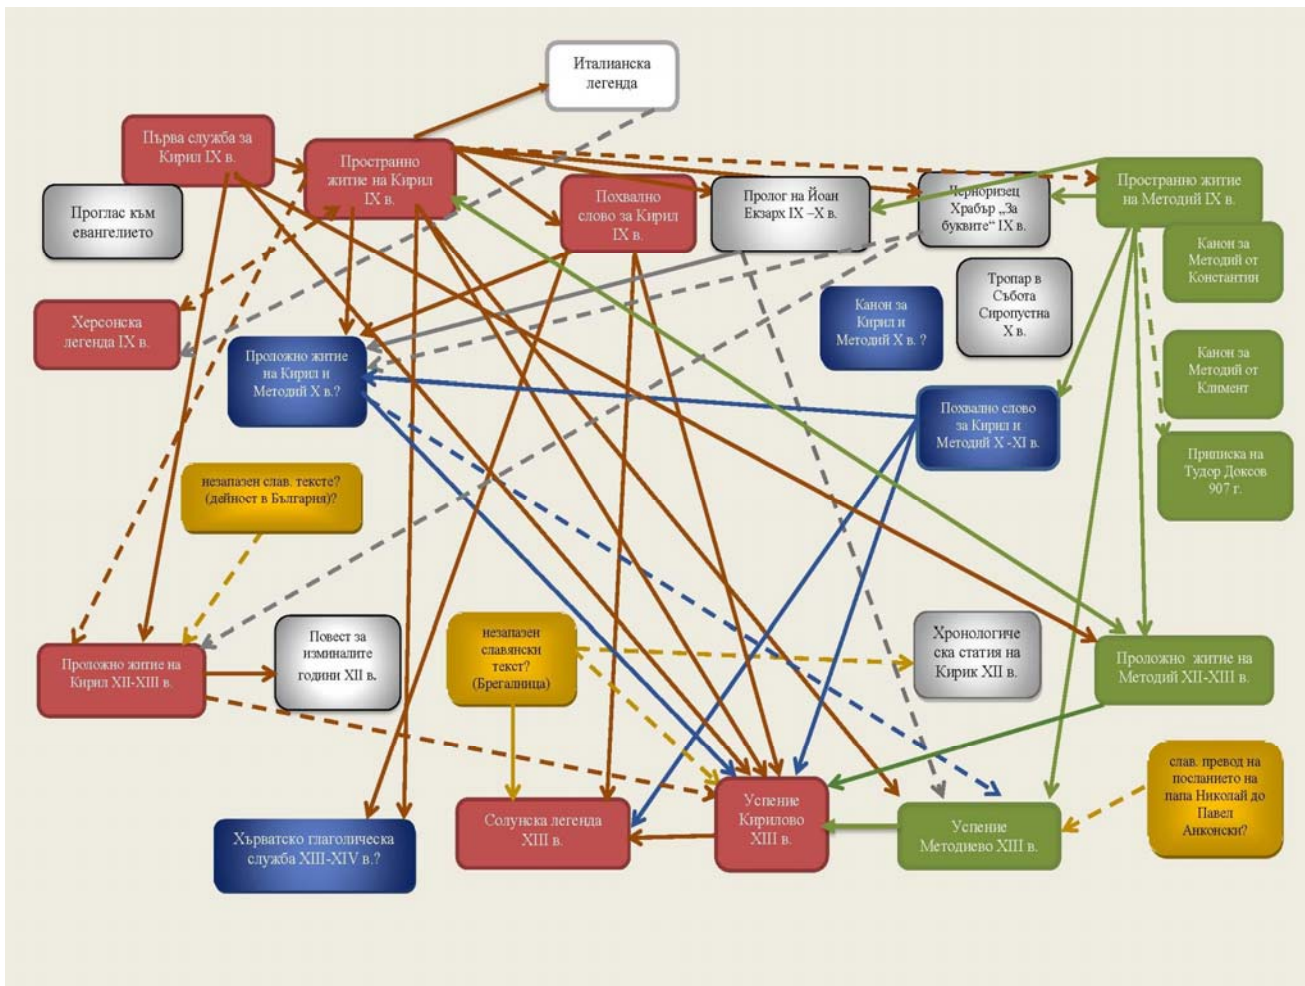 Италианска
легенда
Първа служба за
Кирил IX в.
Пространно
житие на Кирил
IX в.
Похвално
слово за Кирил
IX в.
Пролог на Йоан
Екзарх IX –X в.
Черноризец
Храбър „За
буквите“ IX в.
Пространно житие
на Методий IX в.
Проглас към
евангелието
Канон за
Методий от
Константин
Тропар в
Събота
Сиропустна
X в.
Канон за
Кирил и
Методий X в. ?
Херсонска
легенда IX в.
Проложно житие
на Кирил и
Методий X в.?
Канон за
Методий от
Климент
Похвално слово
за Кирил и
Методий X -XI в.
Приписка на
Тудор Доксов
907 г.
незапазен слав. тексте?
(дейност в България)?
Проложно житие на
Кирил XII-XIII в.
Повест за
изминалите
години XII в.
незапазен
славянски
текст?
(Брегалница)
Хронологиче
ска статия на
Кирик XII в.
Проложно житие на
Методий XII-XIII в.
слав. превод на
посланието на
папа Николай до
Павел
Анконски?
Хърватско глаголическа
служба XIII-XIV в.?
Солунска легенда
XIII в.
Успение
Кирилово
XIII в.
Успение
Методиево XIII в.